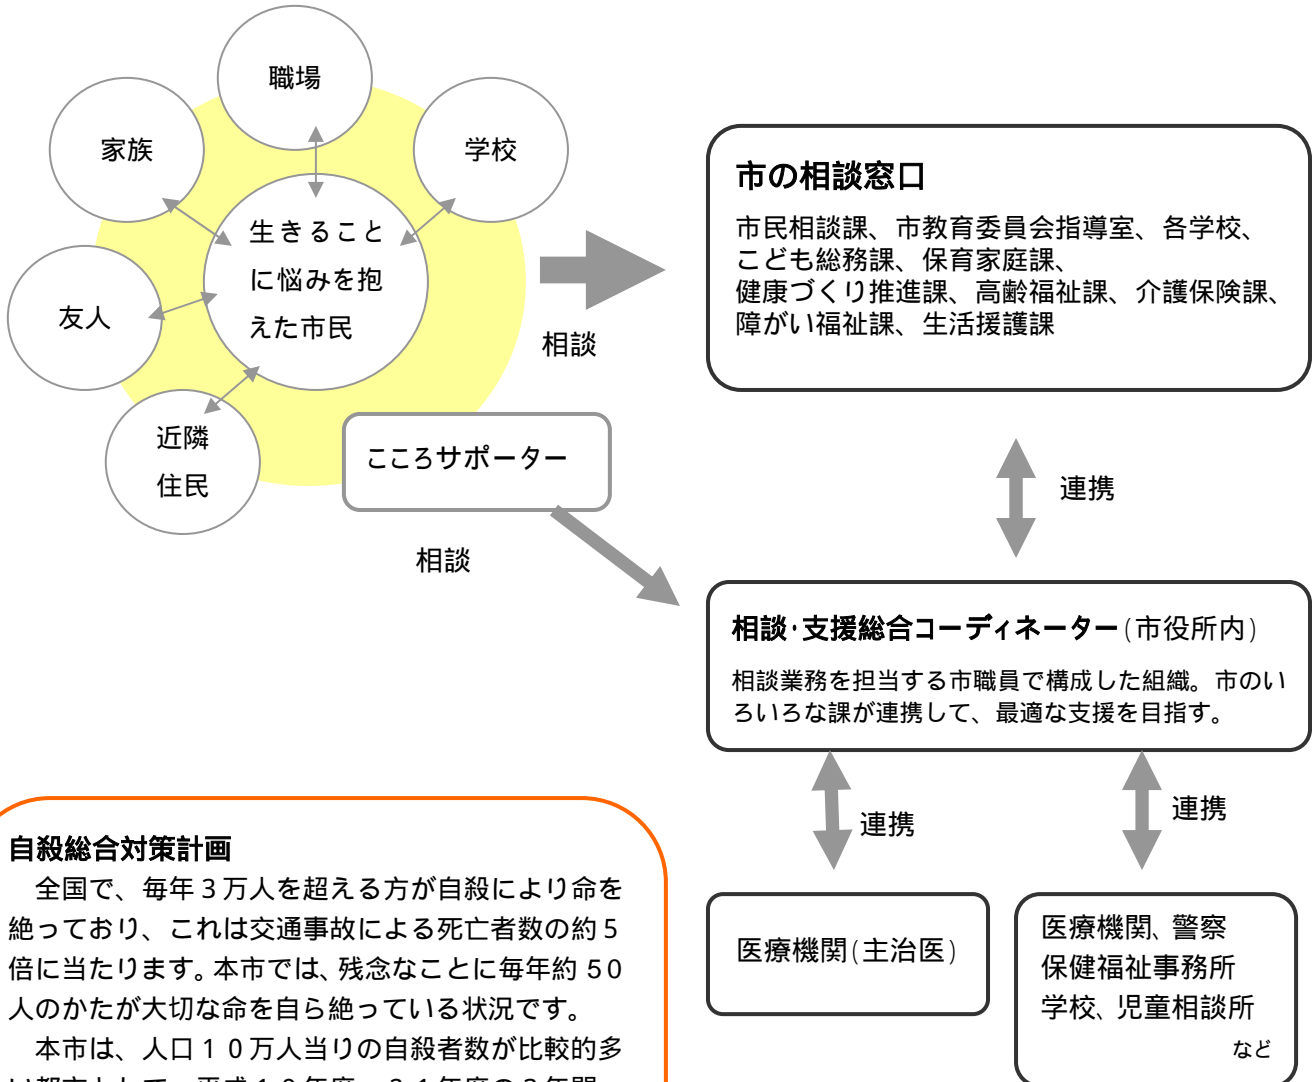 職場
家族
学校
生きること
に悩みを抱
えた市民
友人
近隣
住民
相談
こころサポーター
相談
市の相談窓口
市民相談課、市教育委員会指導室、各学校、
こども総務課、保育家庭課、
健康づくり推進課、高齢福祉課、介護保険課、
障がい福祉課、生活援護課
連携
相談・支援総合コーディネーター(市役所内)
相談業務を担当する市職員で構成した組織。市のい
ろいろな課が連携して、最適な支援を目指す。
連携
連携
医療機関(主治医)
医療機関、警察
保健福祉事務所
学校、児童相談所
など
自殺総合対策計画
全国で、毎年３万人を超える方が自殺により命を
絶っており、これは交通事故による死亡者数の約５
倍に当たります。本市では、残念なことに毎年約 50
人のかたが大切な命を自ら絶っている状況です。
本市は、人口１０万人当りの自殺者数が比較的多